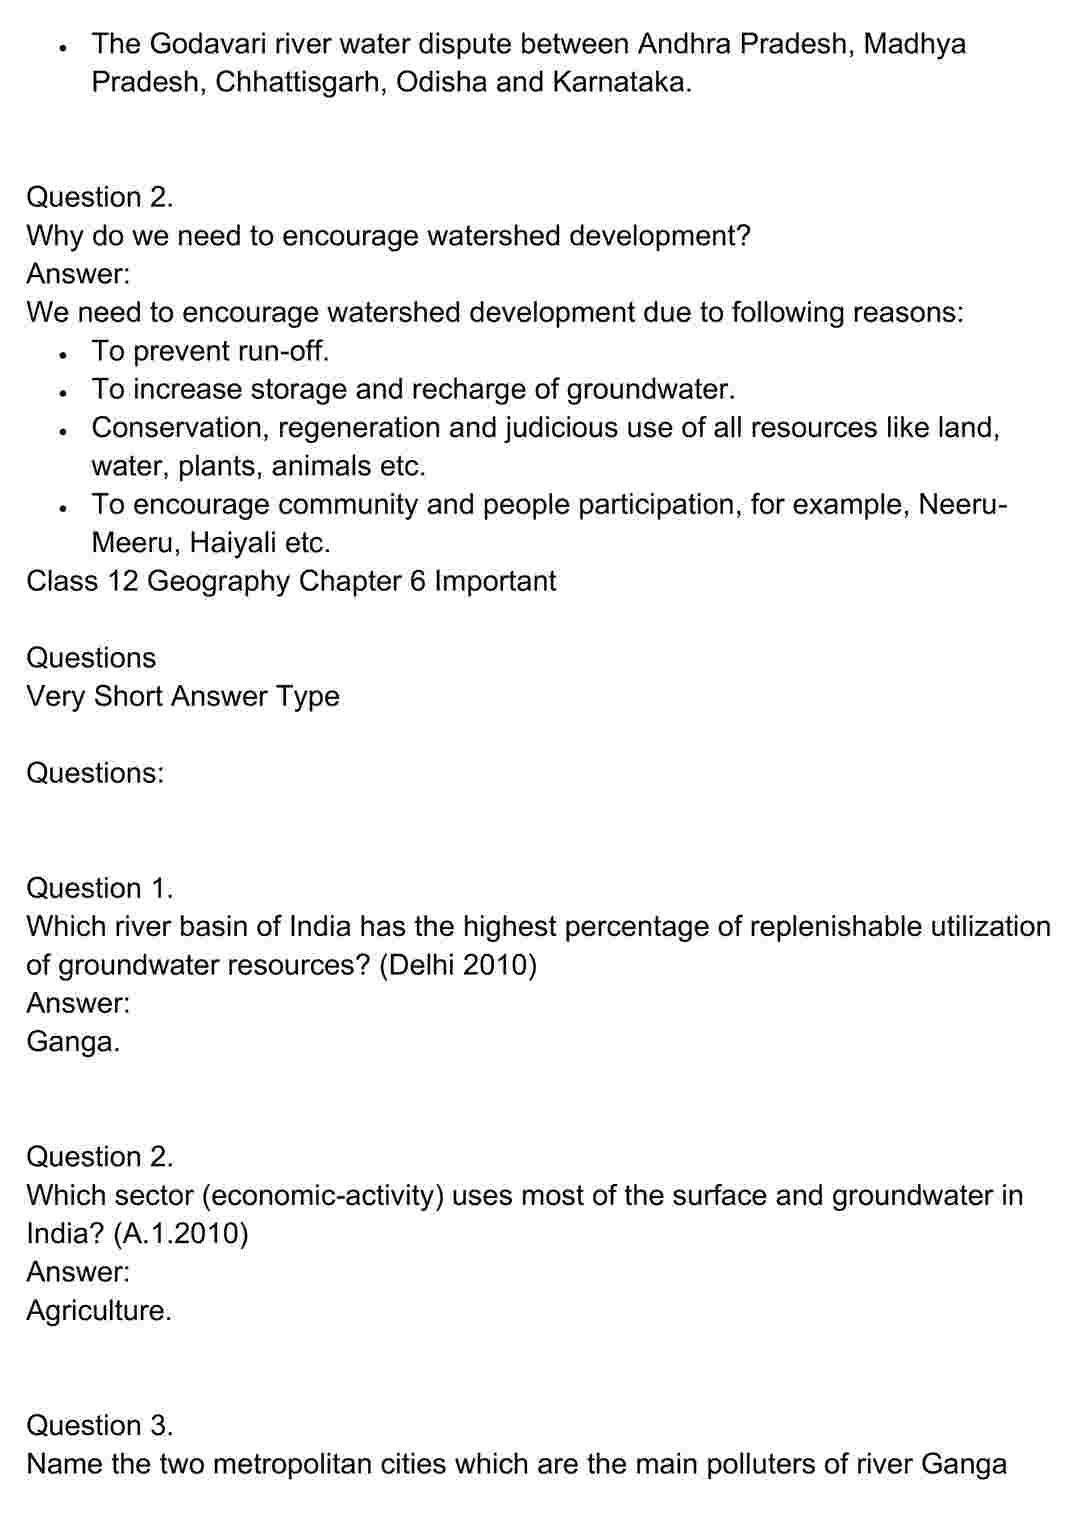 • The Godavari river water dispute between Andhra Pradesh, Madhya
Pradesh, Chhattisgarh, Odisha and Karnataka.
Question 2.
Why do we need to encourage watershed development?
Answer:
We need to encourage watershed development due to following reasons:
• To prevent run-off.
• To increase storage and recharge of groundwater.
• Conservation, regeneration and judicious use of all resources like land,
water, plants, animals etc.
• To encourage community and people participation, for example, Neeru-
Meeru, Haiyali etc.
Class 12 Geography Chapter 6 Important
Questions
Very Short Answer Type
Questions:
Question 1.
Which river basin of India has the highest percentage of replenishable utilization
of groundwater resources? (Delhi 2010)
Answer:
Ganga.
Question 2.
Which sector (economic-activity) uses most of the surface and groundwater in
India? (A.1.2010)
Answer:
Agriculture.
Question 3.
Name the two metropolitan cities which are the main polluters of river Ganga